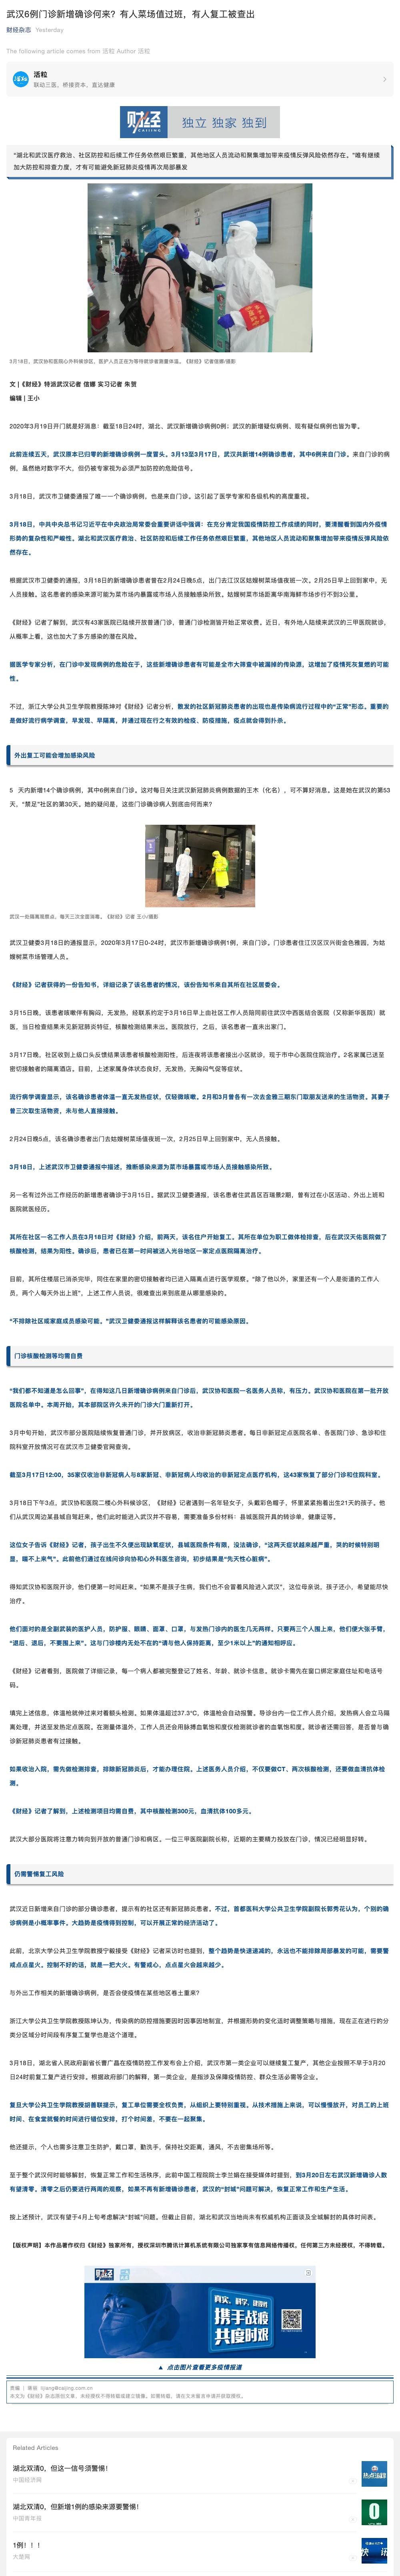 武汉6例门诊新增确诊何来？有人菜场值过班，有人复工被查出
财经杂志 Yesterday
The following article comes from 活粒 Author 活粒
活粒
联动三医，桥接资本，直达健康
财经 CAIJING 独立 独家 独到
“湖北和武汉医疗救治、社区防控和后续工作任务依然艰巨繁重，其他地区人员流动和聚集增加带来疫情反弹风险依然存在。”唯有继续
加大防控和排查力度，才有可能避免新冠肺炎疫情再次局部暴发
3月18日，武汉协和医院心外科候诊区，医护人员正在为等待就诊者测量体温。《财经》记者信娜/摄影
文 |《财经》特派武汉记者 信娜 实习记者 朱贺
编辑 | 王小
2020年3月19日开门就是好消息：截至18日24时，湖北、武汉新增确诊病例0例；武汉的新增疑似病例、现有疑似病例也皆为零。
此前连续五天，武汉原本已归零的新增确诊病例一度冒头。3月13至3月17日，武汉共新增14例确诊患者，其中6例来自门诊。来自门诊的病
例，虽然绝对数字不大，但仍被专家视为必须严加防控的危险信号。
3月18日，武汉市卫健委通报了唯一一个确诊病例，也是来自门诊。这引起了医学专家和各级机构的高度重视。
3月18日，中共中央总书记习近平在中央政治局常委会重要讲话中强调：在充分肯定我国疫情防控工作成绩的同时，要清醒看到国内外疫情
形势的复杂性和严峻性。湖北和武汉医疗救治、社区防控和后续工作任务依然艰巨繁重，其他地区人员流动和聚集增加带来疫情反弹风险依
然存在。
根据武汉市卫健委的通报，3月18日的新增确诊患者曾在2月24日晚5点，出门去江汉区姑嫂树菜场值夜班一次。2月25日早上回到家中，无
人员接触。这名患者的感染来源可能为菜市场内暴露或市场人员接触感染所致。姑嫂树菜市场距离华南海鲜市场步行不到3公里。
《财经》记者了解到，武汉有43家医院已陆续开放普通门诊，普通门诊检测皆开始正常收费。近日，有外地人陆续来武汉的三甲医院就诊，
从概率上看，这也加大了多方感染的潜在风险。
据医学专家分析，在门诊中发现病例的危险在于，这些新增确诊患者有可能是全市大筛查中被漏掉的传染源，这增加了疫情死灰复燃的可能
性。
不过，浙江大学公共卫生学院教授陈坤对《财经》记者分析，散发的社区新冠肺炎患者的出现也是传染病流行过程中的“正常”形态。重要的
是做好流行病学调查，早发现、早隔离，并通过现在行之有效的检疫、防疫措施，疫点就会得到扑杀。
外出复工可能会增加感染风险
5 天内新增14个确诊病例，其中6例来自门诊。这对每日关注武汉新冠肺炎病例数据的王木（化名），可不算好消息。这是她在武汉的第53
天，“禁足”社区的第30天。她的疑问是，这些门诊确诊病人到底由何而来？
武汉一处隔离观察点，每天三次全面消毒。《财经》记者 王小/摄影
武汉卫健委3月18日的通报显示，2020年3月17日0-24时，武汉市新增确诊病例1例，来自门诊。门诊患者住江汉区汉兴街金色雅园，为姑
嫂树菜市场管理人员。
《财经》记者获得的一份告知书，详细记录了该名患者的情况，该份告知书来自其所在社区居委会。
3月15日晚，该患者咳嗽伴有胸闷，无发热，经联系约定于3月16日早上由社区工作人员陪同前往武汉中西医结合医院（又称新华医院）就
医，当日检查结果未见新冠肺炎特征，核酸检测结果未出。医院放行，之后，该名患者一直未出家门。
3月17日晚，社区收到上级口头反馈结果该患者核酸检测阳性，后连夜将该患者接出小区就诊，现于市中心医院住院治疗。2名家属已送至
密切接触者的隔离酒店。目前，上述家属身体状态良好，无发热，无胸闷气促等症状。
流行病学调查显示，该名确诊患者体温一直无发热症状，仅轻微咳嗽。2月和3月曾各有一次去金雅三期东门取朋友送来的生活物资。其妻子
曾三次取生活物资，未与他人直接接触。
2月24日晚5点，该名确诊患者出门去姑嫂树菜场值夜班一次，2月25日早上回到家中，无人员接触。
3月18日，上述武汉市卫健委通报中描述，推断感染来源为菜市场暴露或市场人员接触感染所致。
另一名有过外出工作经历的新增患者确诊于3月15日。据武汉卫健委通报，该名患者住武昌区百瑞景2期，曾有过在小区活动、外出上班和
医院就医经历。
其所在社区一名工作人员在3月18日对《财经》介绍，前两天，该名住户开始复工。其所在单位为职工做体检排查，后在武汉天佑医院做了
核酸检测，结果为阳性。确诊后，患者已在第一时间被送入光谷地区一家定点医院隔离治疗。
目前，其所住楼层已消杀完毕，同住在家里的密切接触者均已进入隔离点进行医学观察。“除了他以外，家里还有一个人是街道的工作人
员，两个人每天外出上班”，上述工作人员说，很难查出来到底是从哪里感染的。
“不排除社区或家庭成员感染可能。”武汉卫健委通报这样解释该名患者的可能感染原因。
门诊核酸检测等均需自费
“我们都不知道是怎么回事”，在得知这几日新增确诊病例来自门诊后，武汉协和医院一名医务人员称，有压力。武汉协和医院在第一批开放
医院名单中。本周开始，其本部院区许久未开的门诊大门重新打开。
3月中旬开始，武汉市部分医院陆续恢复普通门诊，并开放病区，收治非新冠肺炎患者。每日非新冠定点医院名单、各医院门诊、急诊和住
院科室开放情况可在武汉市卫健委官网查询。
截至3月17日12:00，35家仅收治非新冠病人与8家新冠、非新冠病人均收治的非新冠定点医疗机构，这43家恢复了部分门诊和住院科室。
3月18日下午3点，武汉协和医院二楼心外科候诊区，《财经》记者遇到一名年轻女子，头戴彩色帽子，怀里紧紧抱着出生21天的孩子。他
们从武汉周边某县城自驾赶来。他们此时能进入武汉并不容易，需要准备多份材料：县城医院开具的转诊单、健康证等。
这位女子告诉《财经》记者，孩子出生不久便出现缺氧症状，县城医院条件有限，没法确诊，“这两天症状越来越严重，哭的时候特别明
显，喘不上来气”。此前他们通过在线问诊向协和心外科医生咨询，初步结果是“先天性心脏病”。
得知武汉协和医院开诊，他们便第一时间赶来。“如果不是孩子生病，我们也不会冒着风险进入武汉”，这位母亲说，孩子还小，希望能尽快
治疗。
他们面对的是全副武装的医护人员，防护服、眼睛、面罩、口罩，与发热门诊内的医生几无两样。只要两三个人围上来，他们便大张手臂，
“退后、退后，不要围上来”。这与门诊楼内无处不在的“请与他人保持距离，至少1米以上”的通知相呼应。
《财经》记者看到，医院做了详细记录，每一个病人都被完整登记了姓名、年龄、就诊卡信息。就诊卡需先在窗口绑定家庭住址和电话号
码。
填完上述信息，体温枪就伸过来对着额头检测。如果体温超过37.3℃，体温枪会自动报警。导诊台内一位工作人员介绍，发热病人会立马隔
离处理，并送至发热定点医院。在测量体温外，工作人员还会用脉搏血氧饱和度仪检测就诊者的血氧饱和度。就诊者还需回答，是否曾与确
诊新冠肺炎患者有过接触。
如果收治入院，需先做检测排查，排除新冠肺炎后，才能办理住院。上述医务人员介绍，不仅要做CT、两次核酸检测，还要做血清抗体检
测。
《财经》记者了解到，上述检测项目均需自费，其中核酸检测300元，血清抗体100多元。
武汉大部分医院将注意力转向到开放的普通门诊和病区。一位三甲医院副院长称，近期的主要精力投放在门诊，情况已经明显好转。
仍需警惕复工风险
武汉近日新增来自门诊的部分确诊患者，提示有的社区还有新冠肺炎患者。不过，首都医科大学公共卫生学院副院长郭秀花认为，个别的确
诊病例是小概率事件。大趋势是疫情得到控制，可以开展正常的经济活动了。
此前，北京大学公共卫生学院教授宁毅接受《财经》记者采访时也提到，整个趋势是快速递减的，永远也不能排除局部暴发的可能，需要警
戒点点星火。控制不好的话，就是一把大火。有警戒心，点点星火会越来越少。
与外出工作相关的新增确诊病例，是否会使疫情在某些地区卷土重来？
浙江大学公共卫生学院教授陈坤认为，传染病的防控措施要因时因事因地制宜，并根据形势的变化适时调整策略与措施，现在正在进行的分
类分区域分时间段有序复工复学也是这个道理。
3月18日，湖北省人民政府副省长曹广晶在疫情防控工作发布会上介绍，武汉市第一类企业可以继续复工复产，其他企业按照不早于3月20
日24时前复工复产进行安排。根据政府部门的解释，第一类企业，是指涉及保障疫情防控、群众生活必需等企业。
复旦大学公共卫生学院教授胡善联提示，复工单位需要全权负责，从组织上要特别重视。从技术措施上来说，可以慢慢放开，对员工的上班
时间、在食堂就餐的时间进行错位安排，打个时间差，不要在一起聚集。
他还提示，个人也需多注意卫生防护，戴口罩，勤洗手，保持社交距离，通风，不去密集场所等。
至于整个武汉何时能够解封，恢复正常工作和生活秩序，此前中国工程院院士李兰娟在接受媒体时提到，到3月20日左右武汉新增确诊人数
有望清零。清零之后仍要进行两周的观察，如果不再有新增确诊患者，武汉的“封城”问题可解决，恢复正常工作和生产生活。
按上述预计，武汉有望于4月上旬考虑解决“封城”问题。但截止目前，湖北和武汉当地尚未有权威机构正面谈及全城解封的具体时间表。
【版权声明】本作品著作权归《财经》独家所有，授权深圳市腾讯计算机系统有限公司独家享有信息网络传播权，任何第三方未经授权，不得转载。
财经
真实、科学、建设性
携手战疫
共度时艰
▲ 点击图片查看更多疫情报道
责编 | 蒋丽 lijiang@caijing.com.cn
本文为《财经》杂志原创文章，未经授权不得转载或建立镜像。如需转载，请在文末留言申请并获取授权。
Related Articles
湖北双清0，但这一信号须警惕！
中国经济网
热点追踪
湖北双清0，但新增1例的感染来源要警惕！
中国青年报
0
1例！！！
大楚网
快 讯